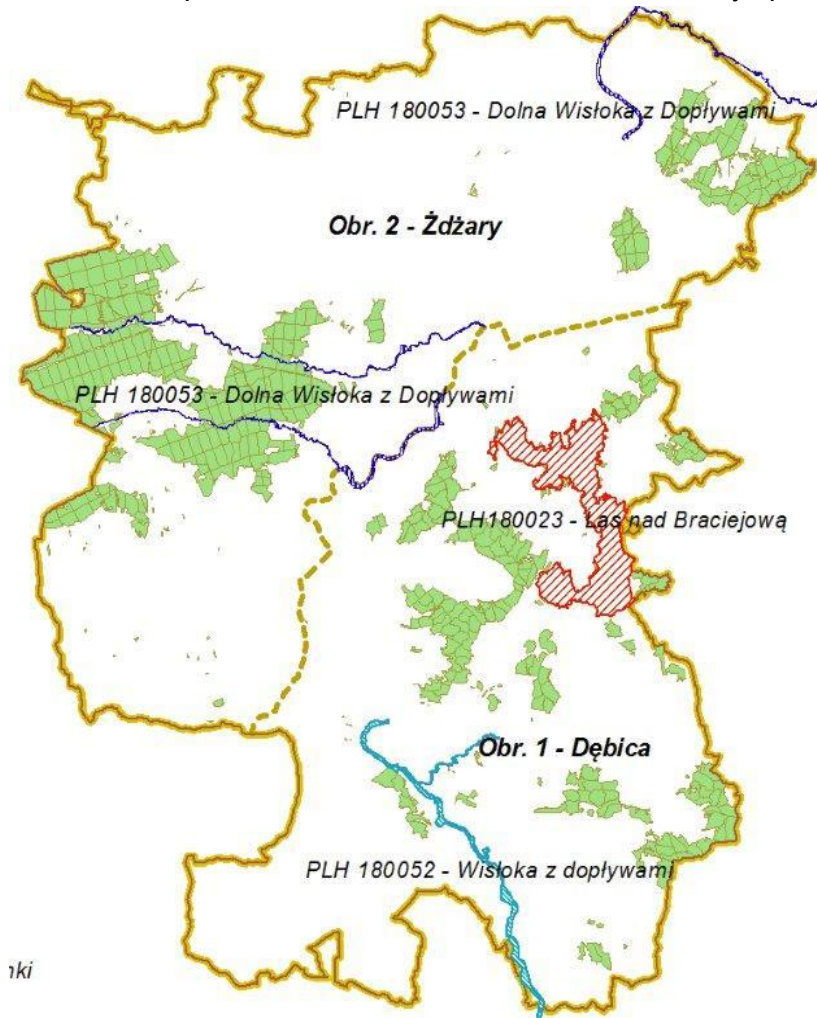 PLH 180053 - Dolna Wisłoka z Dopływami
Obr. 2 - Żdżary
PLH 180053 - Dolna Wisłoka z Dopływami
PLH180023 - Las nad Braciejową
Obr. 1 - Dębica
PLH 180052 - Wisłoka z dopływami
nki